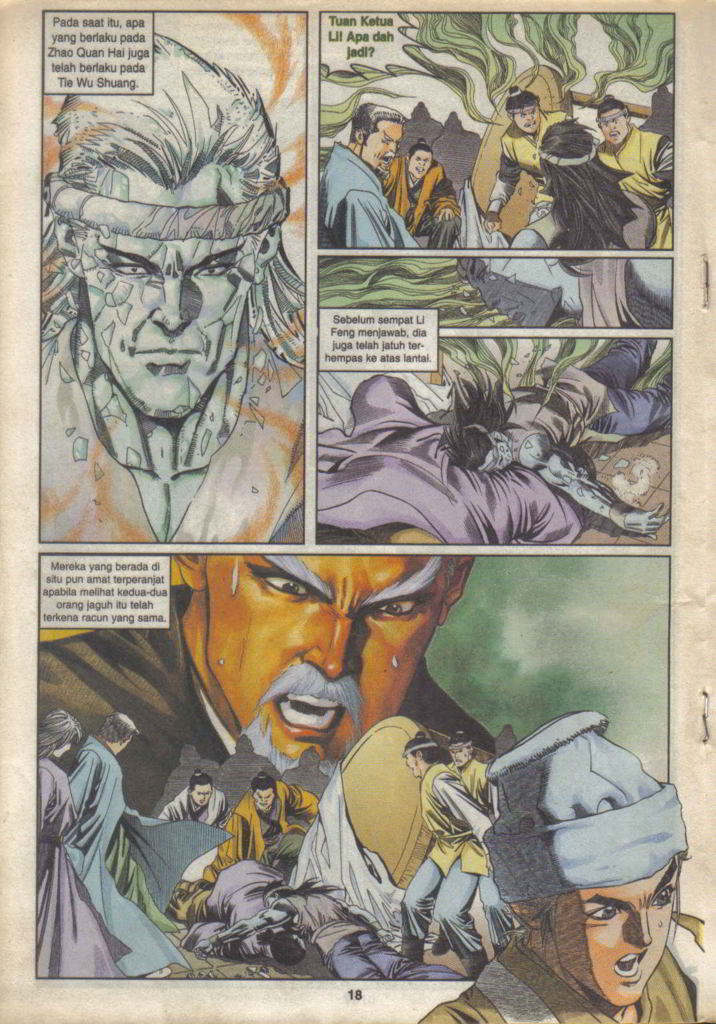 Pada saat itu, apa
yang berlaku pada
Zhao Quan Hai juga
telah berlaku pada
Tie Wu Shuang.
Tuan Ketua
Li! Apa dah
jadi?
Sebelum sempat Li
Feng menjawab, dia
juga telah jatuh ter-
hempas ke atas lantai.
Mereka yang berada di
situ pun amat terperanjat
apabila melihat kedua-dua
orang jaguh itu telah
terkena racun yang sama.
18